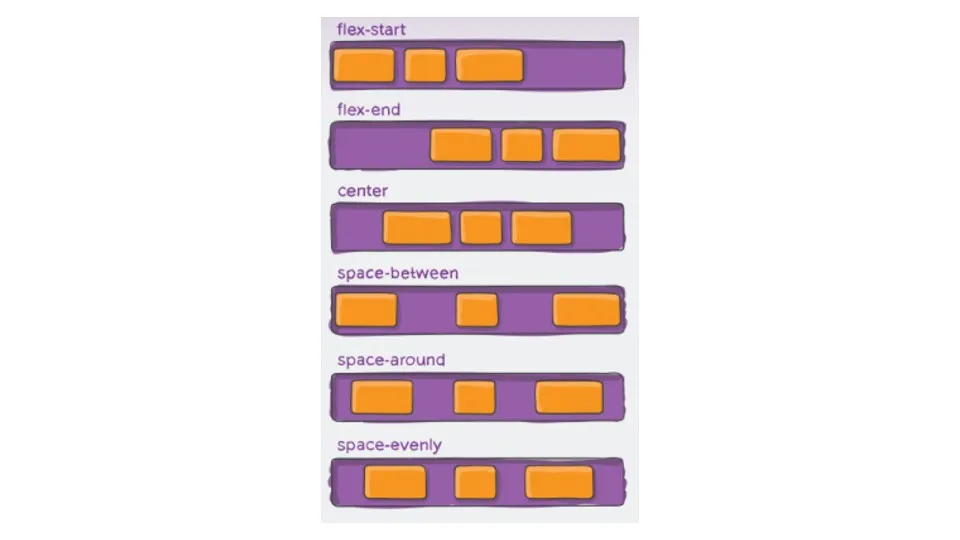 flex-start
flex-end
center
space-between
space-around
space-evenly